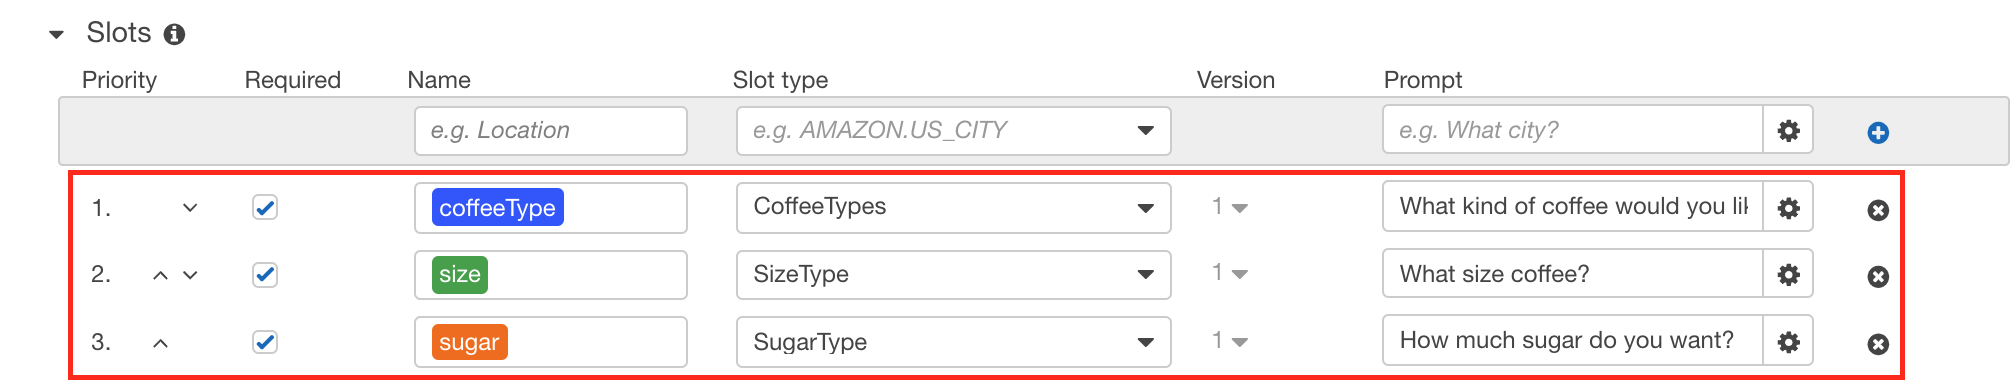 Slots
Priority Required Name Slot type Version Prompt
e.g. Location e.g. AMAZON.US_CITY e.g. What city?
1. coffeeType CoffeeTypes 1 What kind of coffee would you
2. size SizeType 1 What size coffee?
3. sugar SugarType 1 How much sugar do you want?